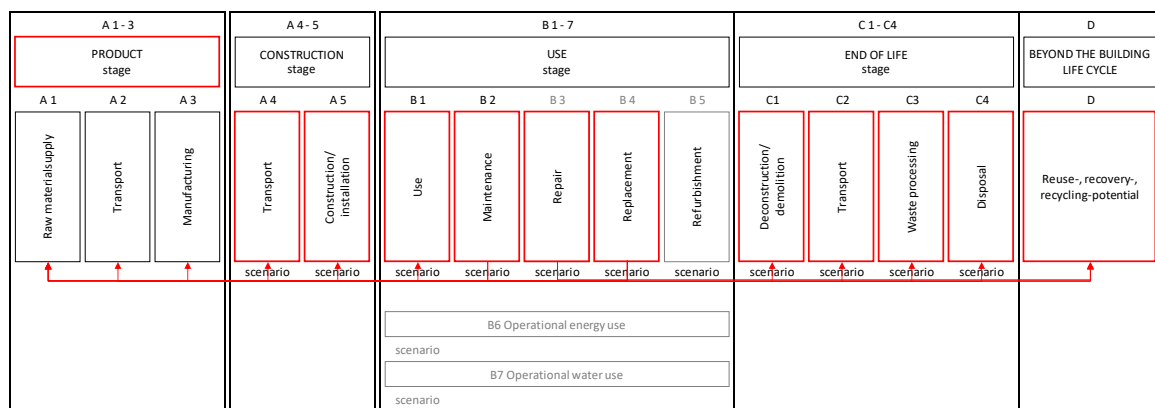 A 1 - 3
A 4 - 5
B 1 - 7
C 1 - C4
D
PRODUCT
stage
CONSTRUCTION
stage
USE
stage
END OF LIFE
stage
BEYOND THE BUILDING
LIFE CYCLE
A 1
A 2
A 3
A 4
A 5
B 1
B 2
B 3
B 4
B 5
C1
C2
C3
C4
D
Raw materialsupply
Transport
Manufacturing
Transport
Construction/
installation
Use
Maintenance
Repair
Replacement
Refurbishment
Deconstruction/
demolition
Transport
Waste processing
Disposal
Reuse-, recovery-,
recycling-potential
scenario
scenario
scenario
scenario
scenario
scenario
scenario
scenario
scenario
scenario
scenario
B6 Operational energy use
scenario
B7 Operational water use
scenario